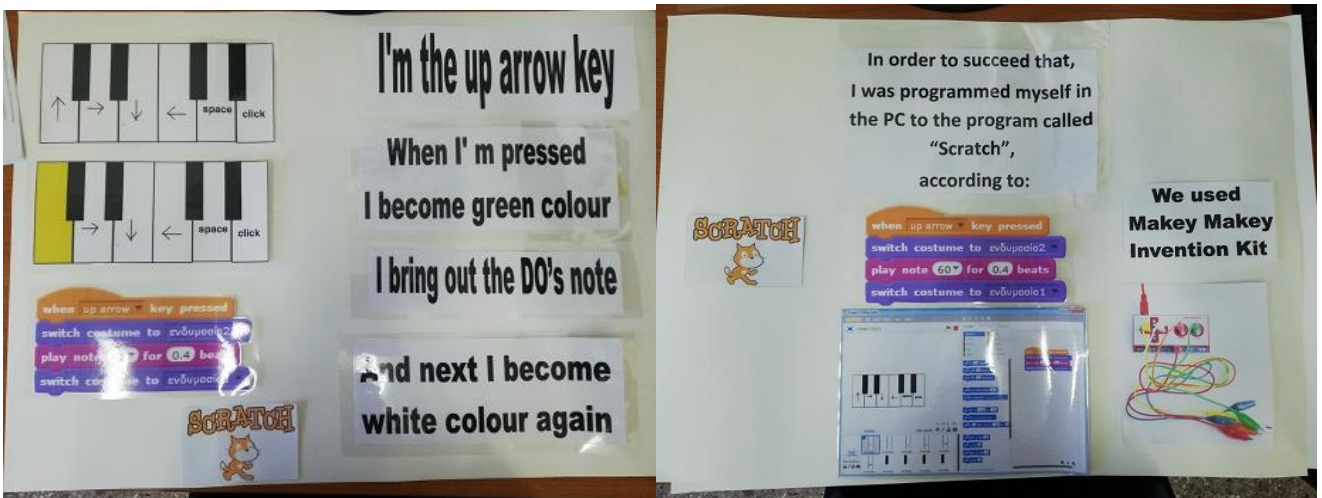 space
click
space
click
when up arrow key pressed
switch costume to ενδυμασία2
play note for 0.4 beats
switch costume to ενδυμασία
SCRATCH
I'm the up arrow key
When I' m pressed
I become green colour
I bring out the DO's note
And next I become
white colour again
In order to succeed that,
I was programmed myself in
the PC to the program called
“Scratch”,
according to:
SCRATCH
when up arrow key pressed
switch costume to ενδυμασία2
play note 60 for 0.4 beats
switch costume to ενδυμασία1
We used
Makey Makey
Invention Kit